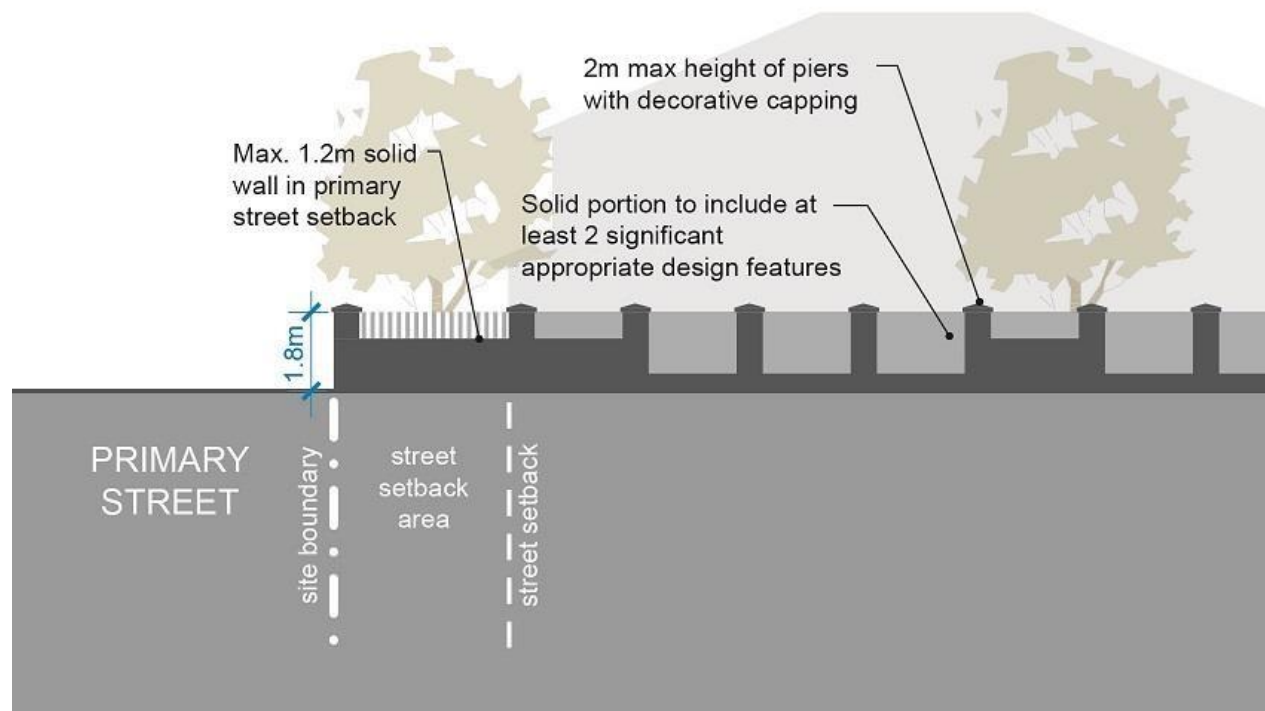 2m max height of piers
with decorative capping
Max. 1.2m solid
wall in primary
street setback
Solid portion to include at
least 2 significant
appropriate design features
1.8m
PRIMARY
STREET
site boundary
street
setback
area
street setback